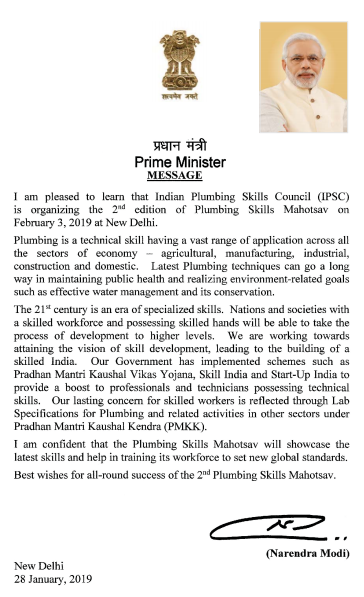 सत्यमेव जयते
प्रधान मंत्री
Prime Minister
MESSAGE
I am pleased to learn that Indian Plumbing Skills Council (IPSC)
is organizing the 2nd edition of Plumbing Skills Mahotsav on
February 3, 2019 at New Delhi.
Plumbing is a technical skill having a vast range of application across all
the sectors of economy – agricultural, manufacturing, industrial,
construction and domestic. Latest Plumbing techniques can go a long
way in maintaining public health and realizing environment-related goals
such as effective water management and its conservation.
The 21st century is an era of specialized skills. Nations and societies with
a skilled workforce and possessing skilled hands will be able to take the
process of development to higher levels. We are working towards
attaining the vision of skill development, leading to the building of a
skilled India. Our Government has implemented schemes such as
Pradhan Mantri Kaushal Vikas Yojana, Skill India and Start-Up India to
provide a boost to professionals and technicians possessing technical
skills. Our lasting concern for skilled workers is reflected through Lab
Specifications for Plumbing and related activities in other sectors under
Pradhan Mantri Kaushal Kendra (PMKK).
I am confident that the Plumbing Skills Mahotsav will showcase the
latest skills and help in training its workforce to set new global standards.
Best wishes for all-round success of the 2nd Plumbing Skills Mahotsav.
(Narendra Modi)
New Delhi
28 January, 2019